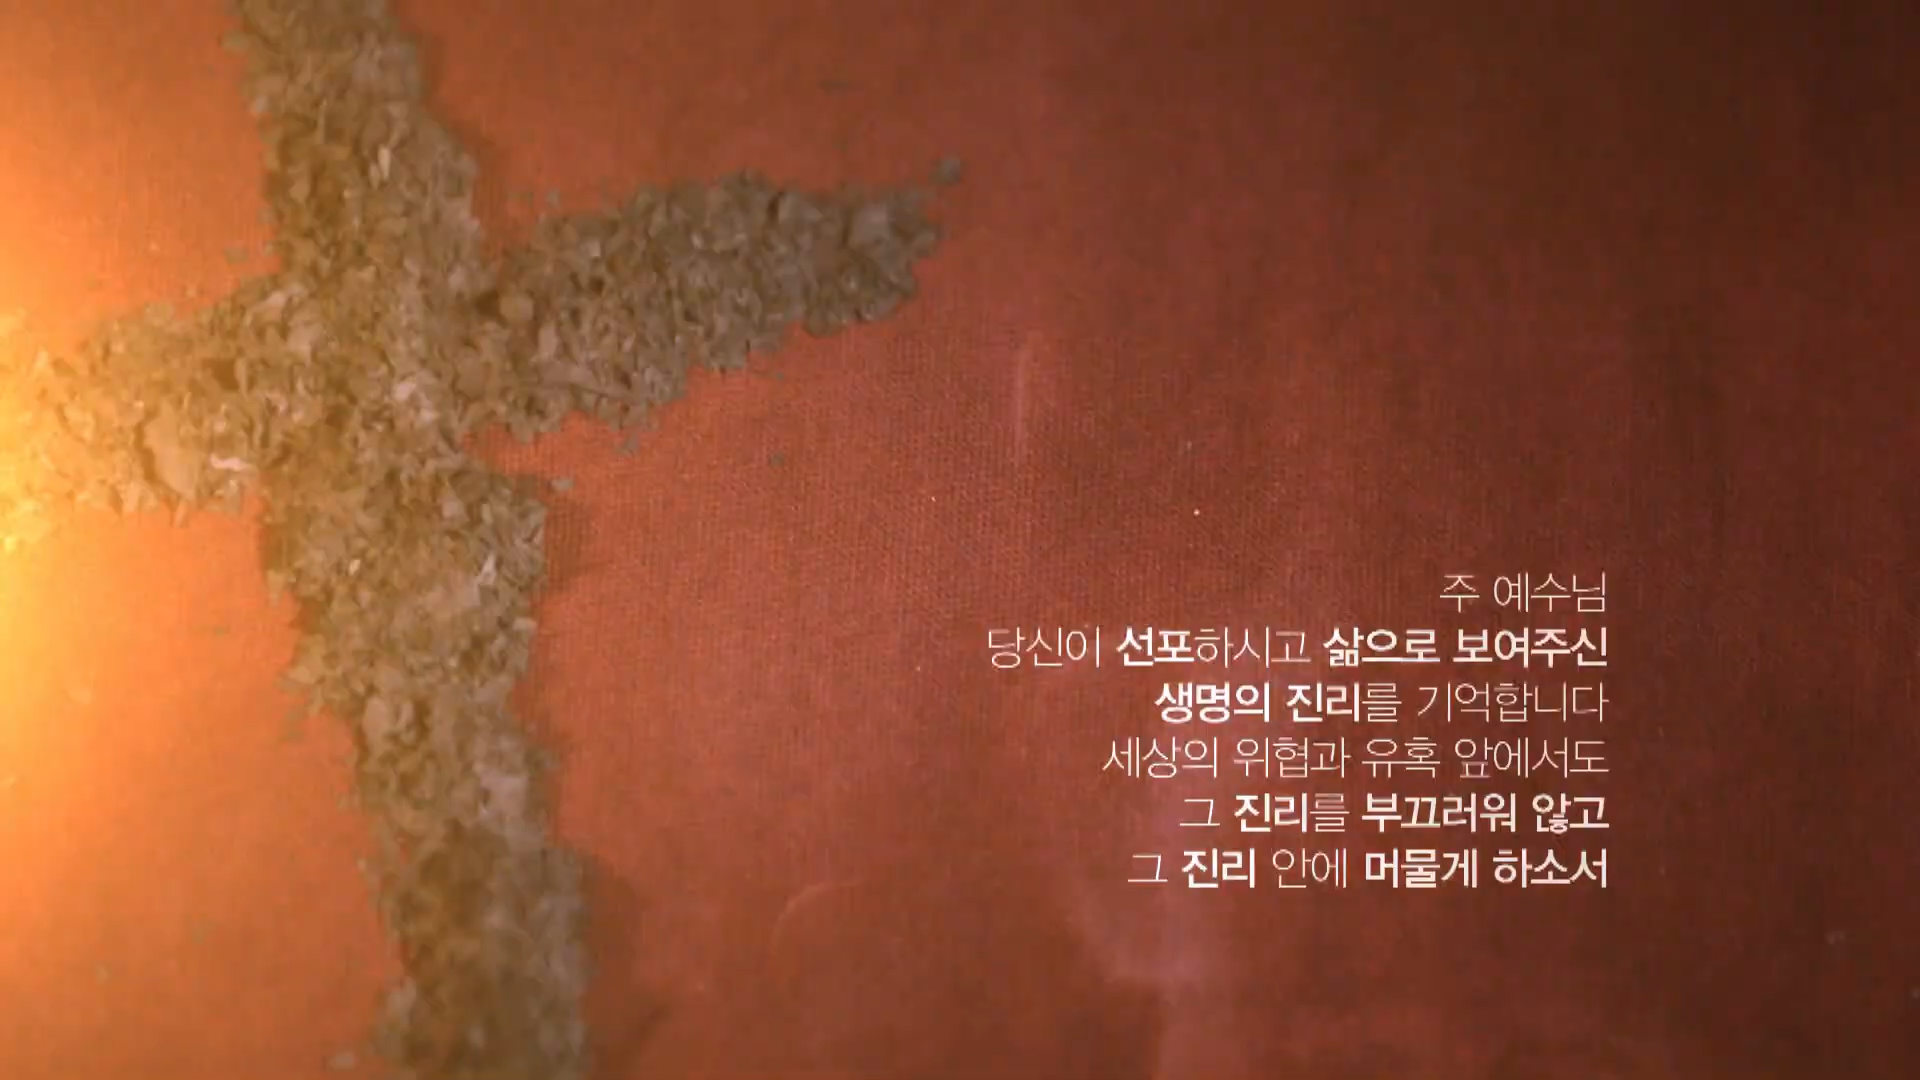 주 예수님
당신이 선포하시고 삶으로 보여주신
생명의 진리를 기억합니다
세상의 위협과 유혹 앞에서도
그 진리를 부끄러워 않고
그 진리 안에 머물게 하소서